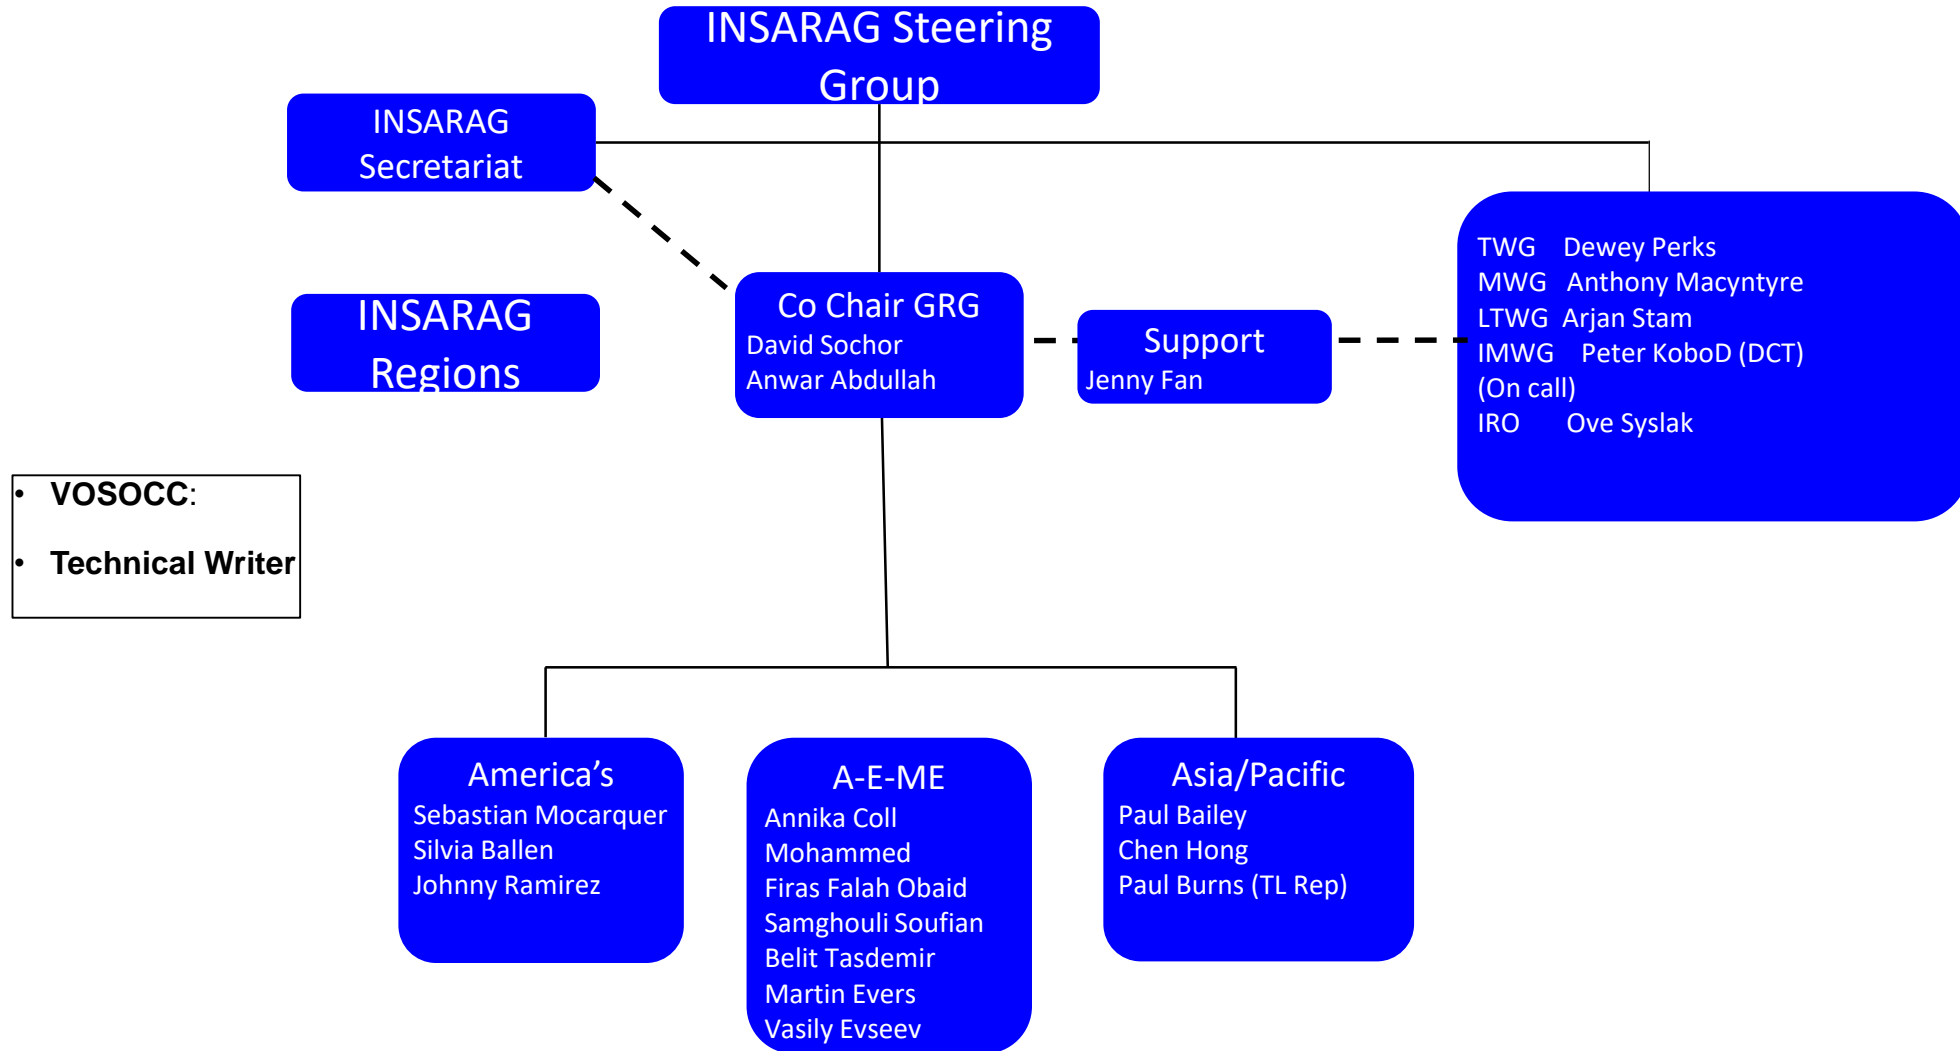 INSARAG Steering
Group
INSARAG
Secretariat
INSARAG
Regions
Co Chair GRG
David Sochor
Anwar Abdullah
Support
Jenny Fan
TWG Dewey Perks
MWG Anthony Macyntyre
LTWG Arjan Stam
IMWG Peter KoboD (DCT)
(On call)
IRO Ove Syslak
• VOSOCC:
• Technical Writer
America’s
Sebastian Mocarquer
Silvia Ballen
Johnny Ramirez
A-E-ME
Annika Coll
Mohammed
Firas Falah Obaid
Samghouli Soufian
Belit Tasdemir
Martin Evers
Vasily Evseev
Asia/Pacific
Paul Bailey
Chen Hong
Paul Burns (TL Rep)